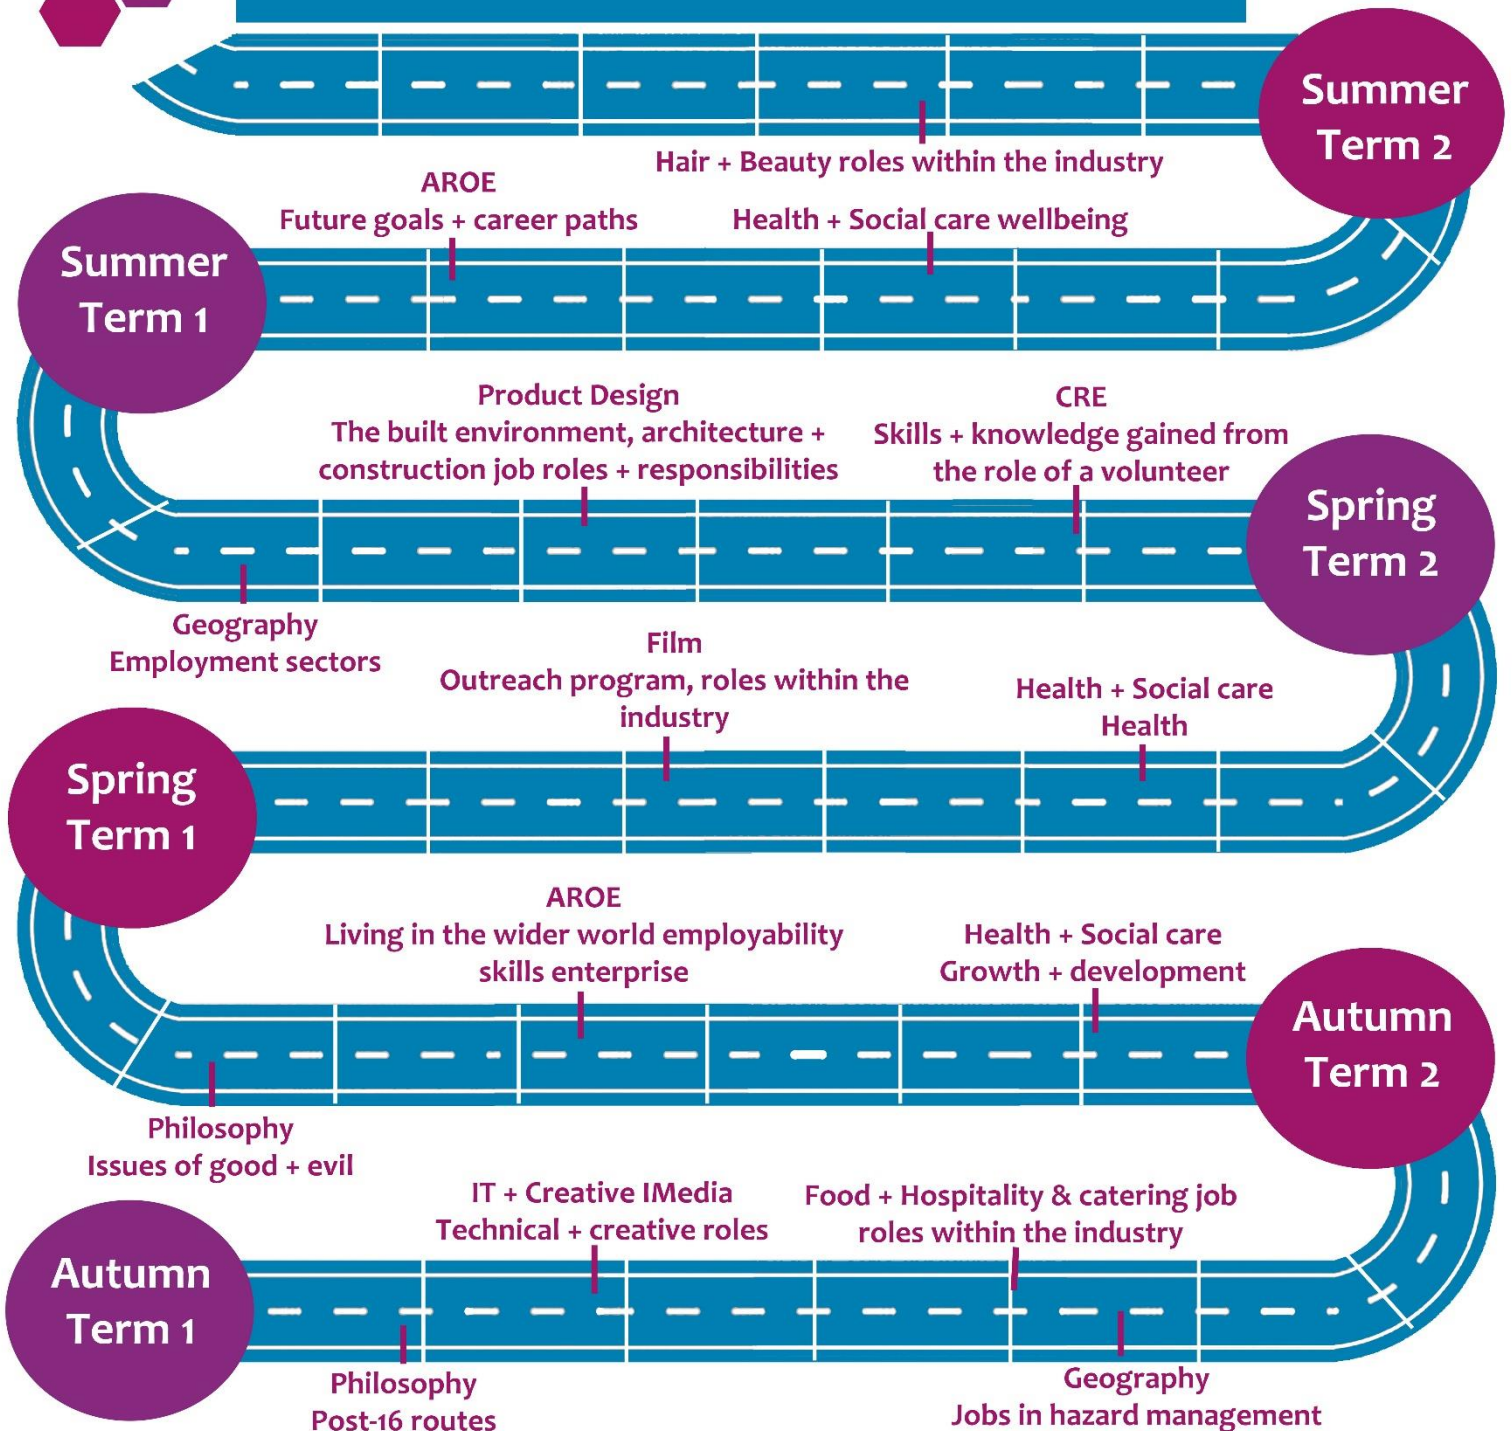 Summer
Term 2
Hair + Beauty roles within the industry
AROE
Future goals + career paths
Health + Social care wellbeing
Summer
Term 1
Product Design
The built environment, architecture +
construction job roles + responsibilities
CRE
Skills + knowledge gained from
the role of a volunteer
Spring
Term 2
Geography
Employment sectors
Film
Outreach program, roles within the
industry
Health + Social care
Health
Spring
Term 1
AROE
Living in the wider world employability
skills enterprise
Health + Social care
Growth + development
Autumn
Term 2
Philosophy
Issues of good + evil
IT + Creative IMedia
Technical + creative roles
Food + Hospitality & catering job
roles within the industry
Autumn
Term 1
Philosophy
Post-16 routes
Geography
Jobs in hazard management